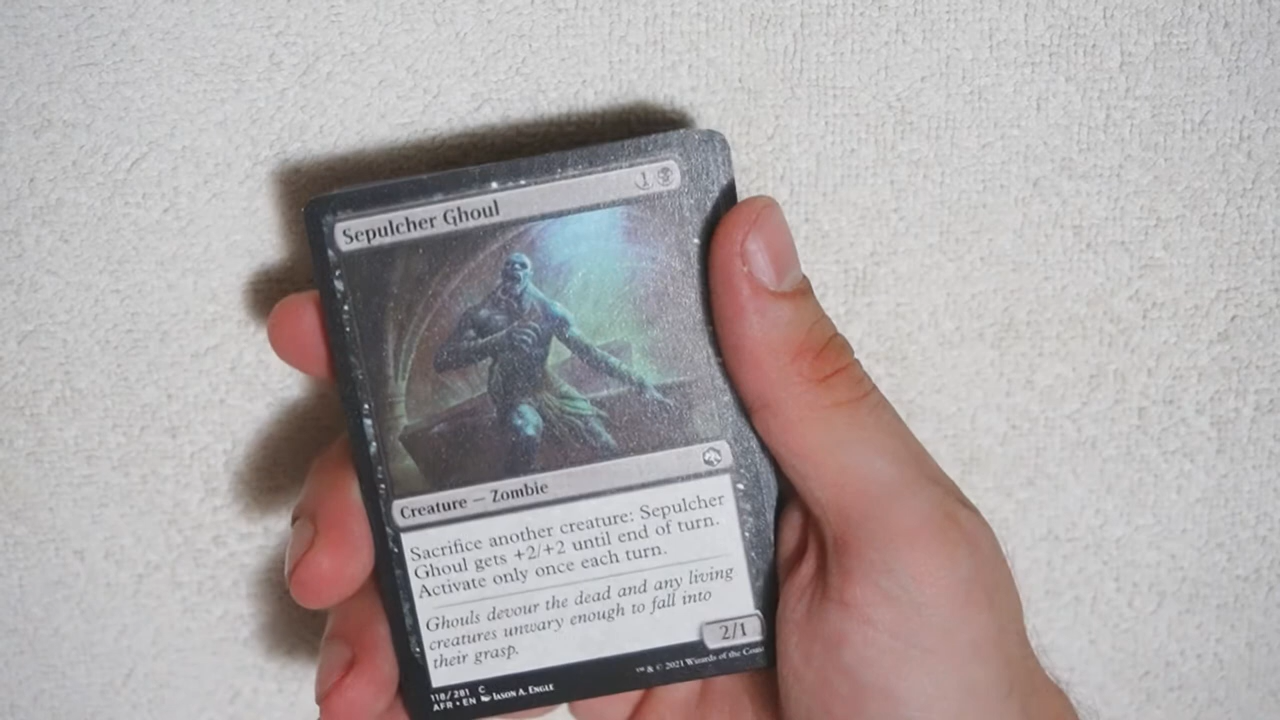 Sepulcher Ghoul 1
Creature — Zombie
Sacrifice another creature: Sepulcher
Ghoul gets +2/+2 until end of turn.
Activate only once each turn.
Ghouls devour the dead and any living
creatures unwary enough to fall into
their grasp.
2/1
118/281 C
AFR • EN Jason A. Engle
™ & © 2021 Wizards of the Coas